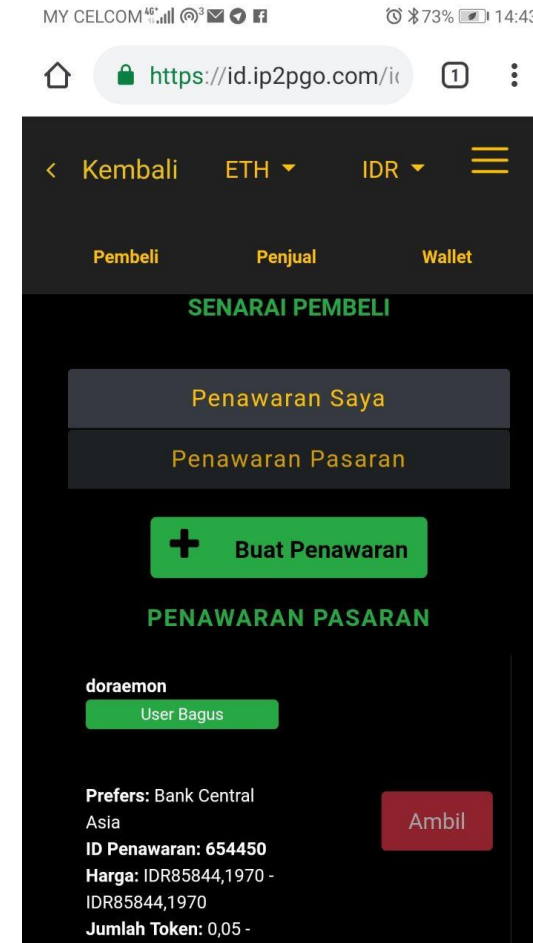 MY CELCOM 46° 3 73% 14:43
https://id.ip2pgo.com/i
1
< Kembali ETH IDR
Pembeli Penjual Wallet
SENARAI PEMBELI
Penawaran Saya
Penawaran Pasaran
+ Buat Penawaran
PENAWARAN PASARAN
doraemon
User Bagus
Prefers: Bank Central
Asia
Ambil
ID Penawaran: 654450
Harga: IDR85844,1970 -
IDR85844,1970
Jumlah Token: 0,05 -